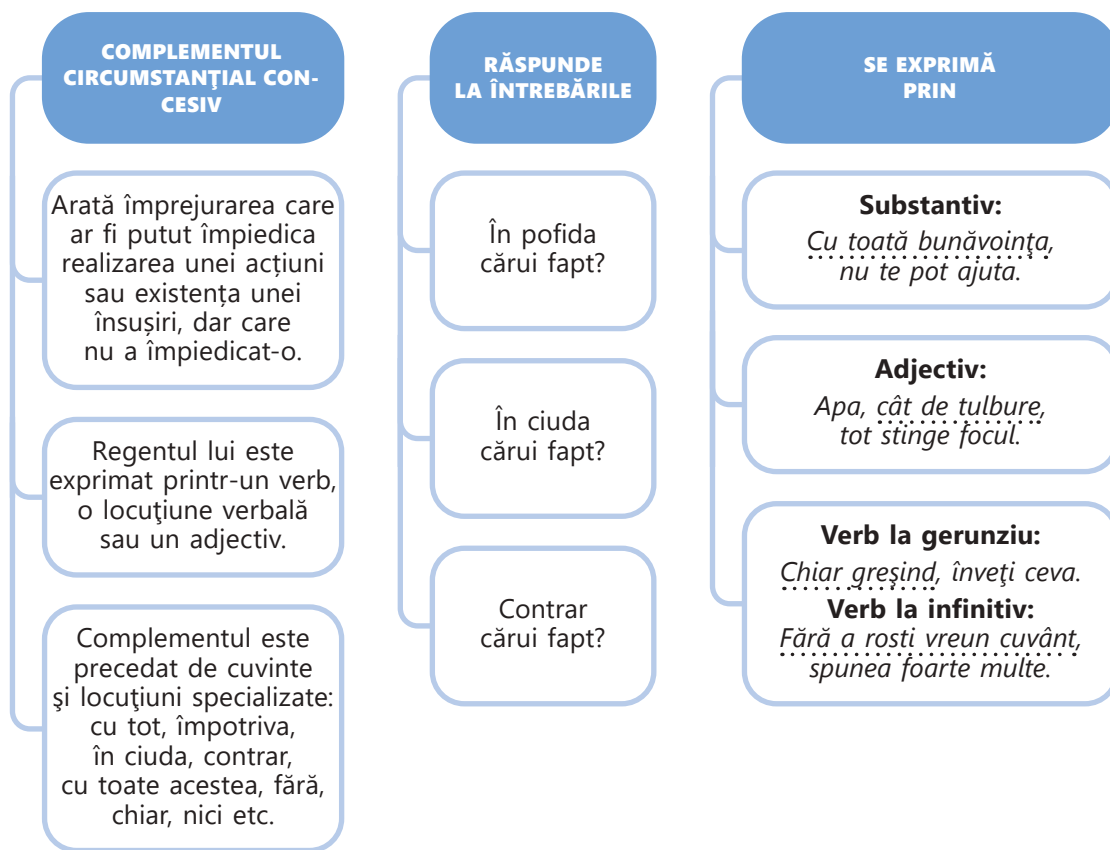 COMPLEMENTUL
CIRCUMSTANŢIAL CON-
CESIV
Arată împrejurarea care
ar fi putut împiedica
realizarea unei acțiuni
sau existența unei
însușiri, dar care
nu a împiedicat-o.
Regentul lui este
exprimat printr-un verb,
o locuţiune verbală
sau un adjectiv.
Complementul este
precedat de cuvinte
şi locuțiuni specializate:
cu tot, împotriva,
în ciuda, contrar,
cu toate acestea, fără,
chiar, nici etc.
RĂSPUNDE
LA ÎNTREBĂRILE
În pofida
cărui fapt?
În ciuda
cărui fapt?
Contrar
cărui fapt?
SE EXPRIMĂ
PRIN
Substantiv:
Cu toată bunăvoinţa,
nu te pot ajuta.
Adjectiv:
Apa, cât de tulbure,
tot stinge focul.
Verb la gerunziu:
Chiar greşind, înveţi ceva.
Verb la infinitiv:
Fără a rosti vreun cuvânt,
spunea foarte multe.